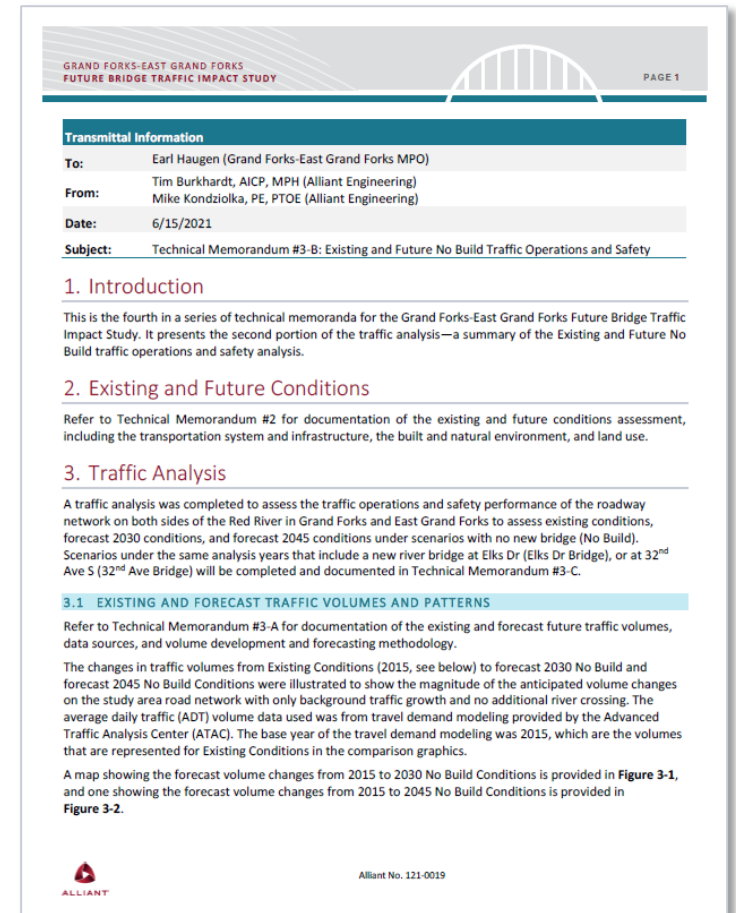 GRAND FORKS-EAST GRAND FORKS
FUTURE BRIDGE TRAFFIC IMPACT STUDY
PAGE 1
Transmittal Information
To: Earl Haugen (Grand Forks-East Grand Forks MPO)
From: Tim Burkhardt, AICP, MPH (Alliant Engineering)
Mike Kondziolka, PE, PTOE (Alliant Engineering)
Date: 6/15/2021
Subject: Technical Memorandum #3-B: Existing and Future No Build Traffic Operations and Safety
1. Introduction
This is the fourth in a series of technical memoranda for the Grand Forks-East Grand Forks Future Bridge Traffic
Impact Study. It presents the second portion of the traffic analysis—a summary of the Existing and Future No
Build traffic operations and safety analysis.
2. Existing and Future Conditions
Refer to Technical Memorandum #2 for documentation of the existing and future conditions assessment,
including the transportation system and infrastructure, the built and natural environment, and land use.
3. Traffic Analysis
A traffic analysis was completed to assess the traffic operations and safety performance of the roadway
network on both sides of the Red River in Grand Forks and East Grand Forks to assess existing conditions,
forecast 2030 conditions, and forecast 2045 conditions under scenarios with no new bridge (No Build).
Scenarios under the same analysis years that include a new river bridge at Elks Dr (Elks Dr Bridge), or at 32nd
Ave S (32nd Ave Bridge) will be completed and documented in Technical Memorandum #3-C.
3.1 EXISTING AND FORECAST TRAFFIC VOLUMES AND PATTERNS
Refer to Technical Memorandum #3-A for documentation of the existing and forecast future traffic volumes,
data sources, and volume development and forecasting methodology.
The changes in traffic volumes from Existing Conditions (2015, see below) to forecast 2030 No Build and
forecast 2045 No Build Conditions were illustrated to show the magnitude of the anticipated volume changes
on the study area road network with only background traffic growth and no additional river crossing. The
average daily traffic (ADT) volume data used was from travel demand modeling provided by the Advanced
Traffic Analysis Center (ATAC). The base year of the travel demand modeling was 2015, which are the volumes
that are represented for Existing Conditions in the comparison graphics.
A map showing the forecast volume changes from 2015 to 2030 No Build Conditions is provided in Figure 3-1,
and one showing the forecast volume changes from 2015 to 2045 No Build Conditions is provided in
Figure 3-2.
ALLIANT
Alliant No. 121-0019